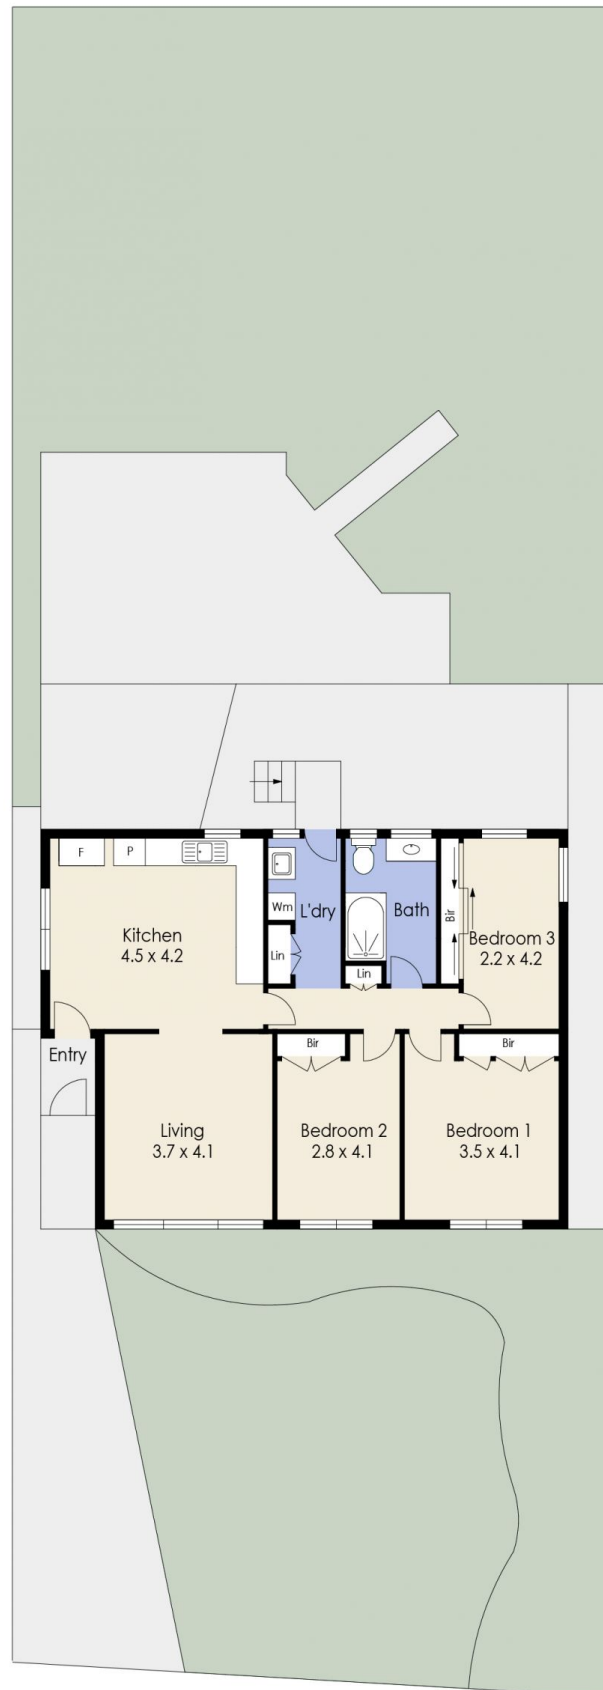 F
P
Kitchen
4.5 x 4.2
Wm
L'dry
Lin
Bath
Lin
Bir
Bedroom 3
2.2 x 4.2
Entry
Bir
Bir
Living
3.7 x 4.1
Bedroom 2
2.8 x 4.1
Bedroom 1
3.5 x 4.1